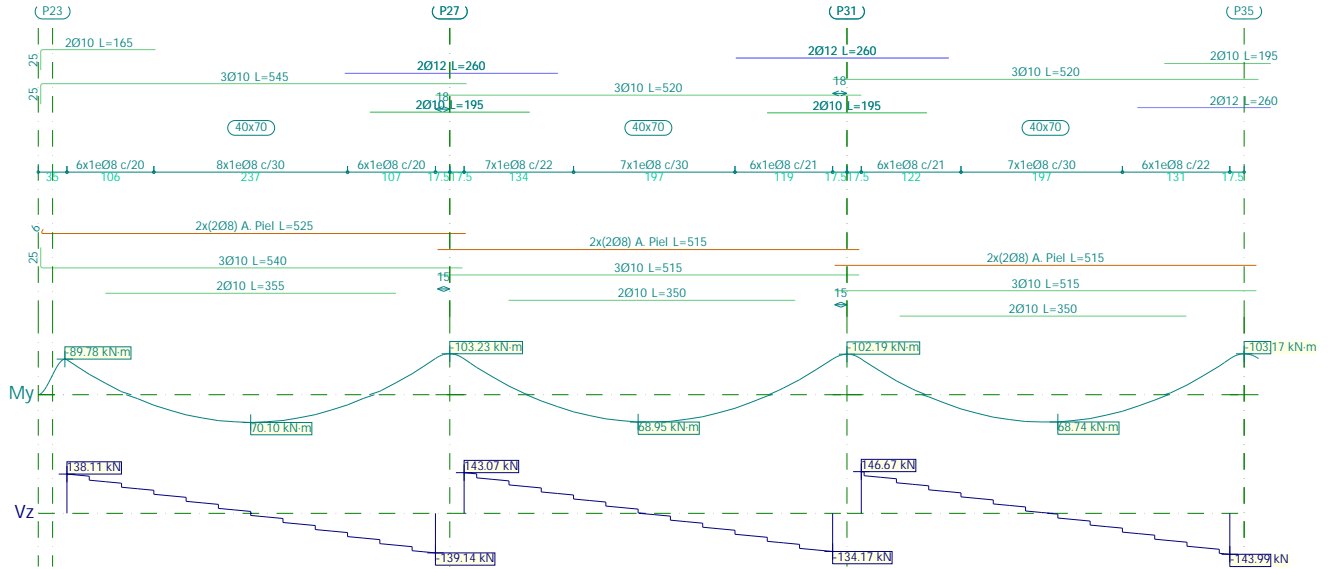 P23 P27 P31 P35
2Ø10 L=165
2Ø12 L=260
2Ø10 L=195
25
2Ø12 L=260
3Ø10 L=545
3Ø10 L=520
18
3Ø10 L=520
25
18
2Ø10 L=195
2Ø10 L=195
2Ø12 L=260
40x70 40x70 40x70
6x1eØ8 c/20 8x1eØ8 c/30 6x1eØ8 c/20 7x1eØ8 c/22 7x1eØ8 c/30 6x1eØ8 c/21 6x1eØ8 c/21 7x1eØ8 c/30 6x1eØ8 c/22
35 106 237 107 17.5 17.5 134 197 119 17.5 17.5 122 197 131 17.5
6
2x(2Ø8) A. Piel L=525
2x(2Ø8) A. Piel L=515
25
2x(2Ø8) A. Piel L=515
3Ø10 L=540
3Ø10 L=515
15
3Ø10 L=515
2Ø10 L=355
2Ø10 L=350
15
2Ø10 L=350
-89.78 kN·m
-103.23 kN·m
-102.19 kN·m
-103.17 kN·m
My
70.10 kN·m
68.95 kN·m
68.74 kN·m
138.11 kN
143.07 kN
146.67 kN
Vz
-139.14 kN
-134.17 kN
-143.99 kN